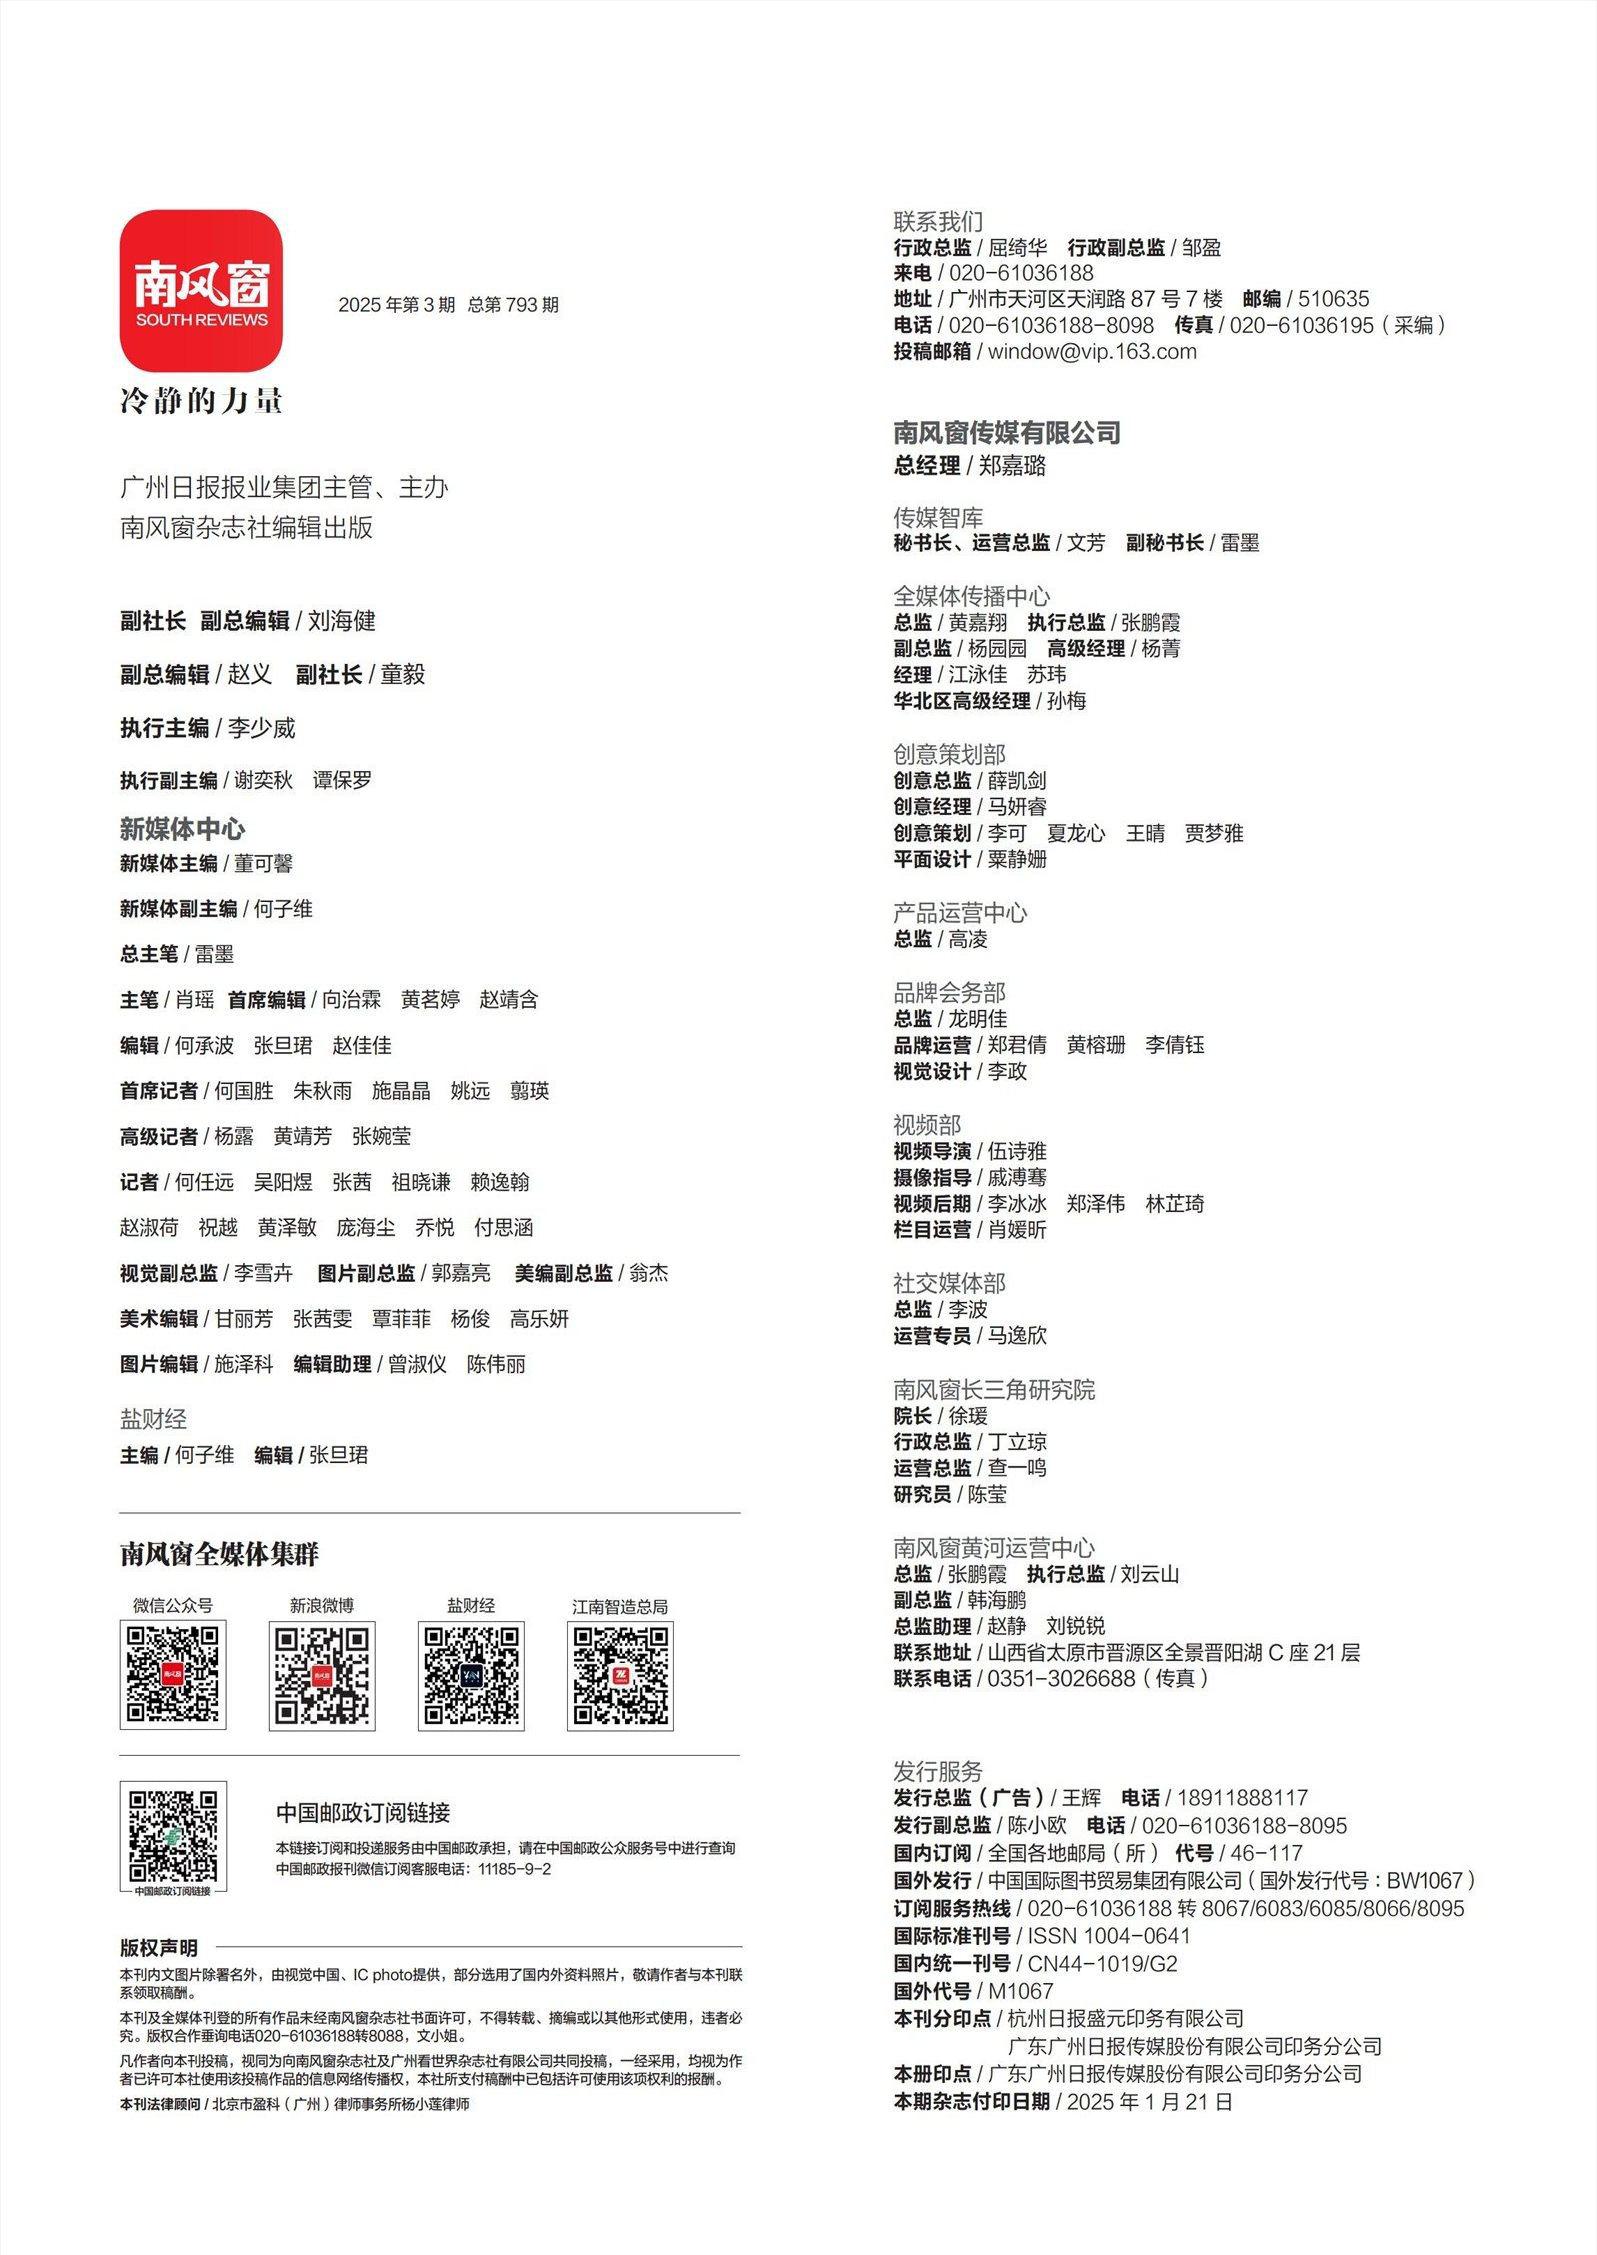 南风窗
SOUTH REVIEWS
2025 年第 3 期 总第 793 期
冷静的力量
广州日报报业集团主管、主办
南风窗杂志社编辑出版
副社长 副总编辑 / 刘海健
副总编辑 / 赵义 副社长 / 童毅
执行主编 / 李少威
执行副主编 / 谢奕秋 谭保罗
新媒体中心
新媒体主编 / 董可馨
新媒体副主编 / 何子维
总主笔 / 雷墨
主笔 / 肖瑶 首席编辑 / 向治霖 黄茗婷 赵靖含
编辑 / 何承波 张旦珺 赵佳佳
首席记者 / 何国胜 朱秋雨 施晶晶 姚远 翦瑛
高级记者 / 杨露 黄靖芳 张婉莹
记者 / 何任远 吴阳煜 张茜 祖晓谦 赖逸翰
赵淑荷 祝越 黄泽敏 庞海尘 乔悦 付思涵
视觉副总监 / 李雪卉 图片副总监 / 郭嘉亮 美编副总监 / 翁杰
美术编辑 / 甘丽芳 张茜雯 覃菲菲 杨俊 高乐妍
图片编辑 / 施泽科 编辑助理 / 曾淑仪 陈伟丽
盐财经
主编 / 何子维 编辑 / 张旦珺
南风窗全媒体集群
微信公众号 新浪微博 盐财经 江南智造总局
中国邮政订阅链接
中国邮政订阅链接
本链接订阅和投递服务由中国邮政承担，请在中国邮政公众服务号中进行查询
中国邮政报刊微信订阅客服电话：11185-9-2
版权声明
本刊内文图片除署名外，由视觉中国、IC photo提供，部分选用了国内外资料照片，敬请作者与本刊联
系领取稿酬。
本刊及全媒体刊登的所有作品未经南风窗杂志社书面许可，不得转载、摘编或以其他形式使用，违者必
究。版权合作垂询电话020-61036188转8088，文小姐。
凡作者向本刊投稿，视同为向南风窗杂志社及广州看世界杂志社有限公司共同投稿，一经采用，均视为作
者已许可本社使用该投稿作品的信息网络传播权，本社所支付稿酬中已包括许可使用该项权利的报酬。
本刊法律顾问 / 北京市盈科（广州）律师事务所杨小莲律师
联系我们
行政总监 / 屈绮华 行政副总监 / 邹盈
来电 / 020-61036188
地址 / 广州市天河区天润路 87 号 7 楼 邮编 / 510635
电话 / 020-61036188-8098 传真 / 020-61036195（采编）
投稿邮箱 / window@vip.163.com
南风窗传媒有限公司
总经理 / 郑嘉璐
传媒智库
秘书长、运营总监 / 文芳 副秘书长 / 雷墨
全媒体传播中心
总监 / 黄嘉翔 执行总监 / 张鹏霞
副总监 / 杨园园 高级经理 / 杨菁
经理 / 江泳佳 苏玮
华北区高级经理 / 孙梅
创意策划部
创意总监 / 薛凯剑
创意经理 / 马妍睿
创意策划 / 李可 夏龙心 王晴 贾梦雅
平面设计 / 粟静姗
产品运营中心
总监 / 高凌
品牌会务部
总监 / 龙明佳
品牌运营 / 郑君倩 黄榕珊 李倩钰
视觉设计 / 李政
视频部
视频导演 / 伍诗雅
摄像指导 / 戚溥骞
视频后期 / 李冰冰 郑泽伟 林芷琦
栏目运营 / 肖媛昕
社交媒体部
总监 / 李波
运营专员 / 马逸欣
南风窗长三角研究院
院长 / 徐瑗
行政总监 / 丁立琼
运营总监 / 查一鸣
研究员 / 陈莹
南风窗黄河运营中心
总监 / 张鹏霞 执行总监 / 刘云山
副总监 / 韩海鹏
总监助理 / 赵静 刘锐锐
联系地址 / 山西省太原市晋源区全景晋阳湖 C 座 21 层
联系电话 / 0351-3026688（传真）
发行服务
发行总监（广告）/ 王辉 电话 / 18911888117
发行副总监 / 陈小欧 电话 / 020-61036188-8095
国内订阅 / 全国各地邮局（所） 代号 / 46-117
国外发行 / 中国国际图书贸易集团有限公司（国外发行代号：BW1067）
订阅服务热线 / 020-61036188 转 8067/6083/6085/8066/8095
国际标准刊号 / ISSN 1004-0641
国内统一刊号 / CN44-1019/G2
国外代号 / M1067
本刊分印点 / 杭州日报盛元印务有限公司
广东广州日报传媒股份有限公司印务分公司
本册印点 / 广东广州日报传媒股份有限公司印务分公司
本期杂志付印日期 / 2025 年 1 月 21 日